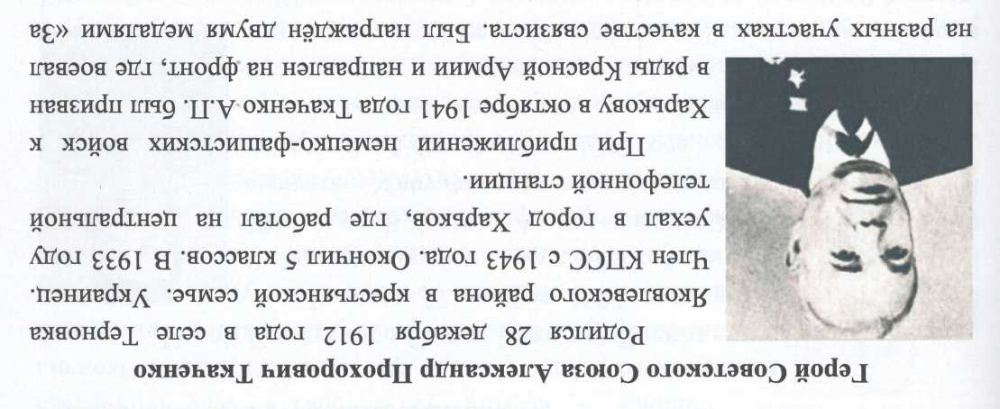 Герой Советского Союза Александр Прохорович Ткаченко
Родился 28 декабря 1912 года в селе Терновка
Яковлевского района в крестьянской семье. Украинец.
Член КПСС с 1943 года. Окончил 5 классов. В 1933 году
уехал в город Харьков, где работал на центральной
телефонной станции.
При приближении немецко-фашистских войск к
Харькову в октябре 1941 года Ткаченко А.П. был призван
в ряды Красной Армии и направлен на фронт, где воевал
на разных участках в качестве связиста. Был награждён двумя медалями «За